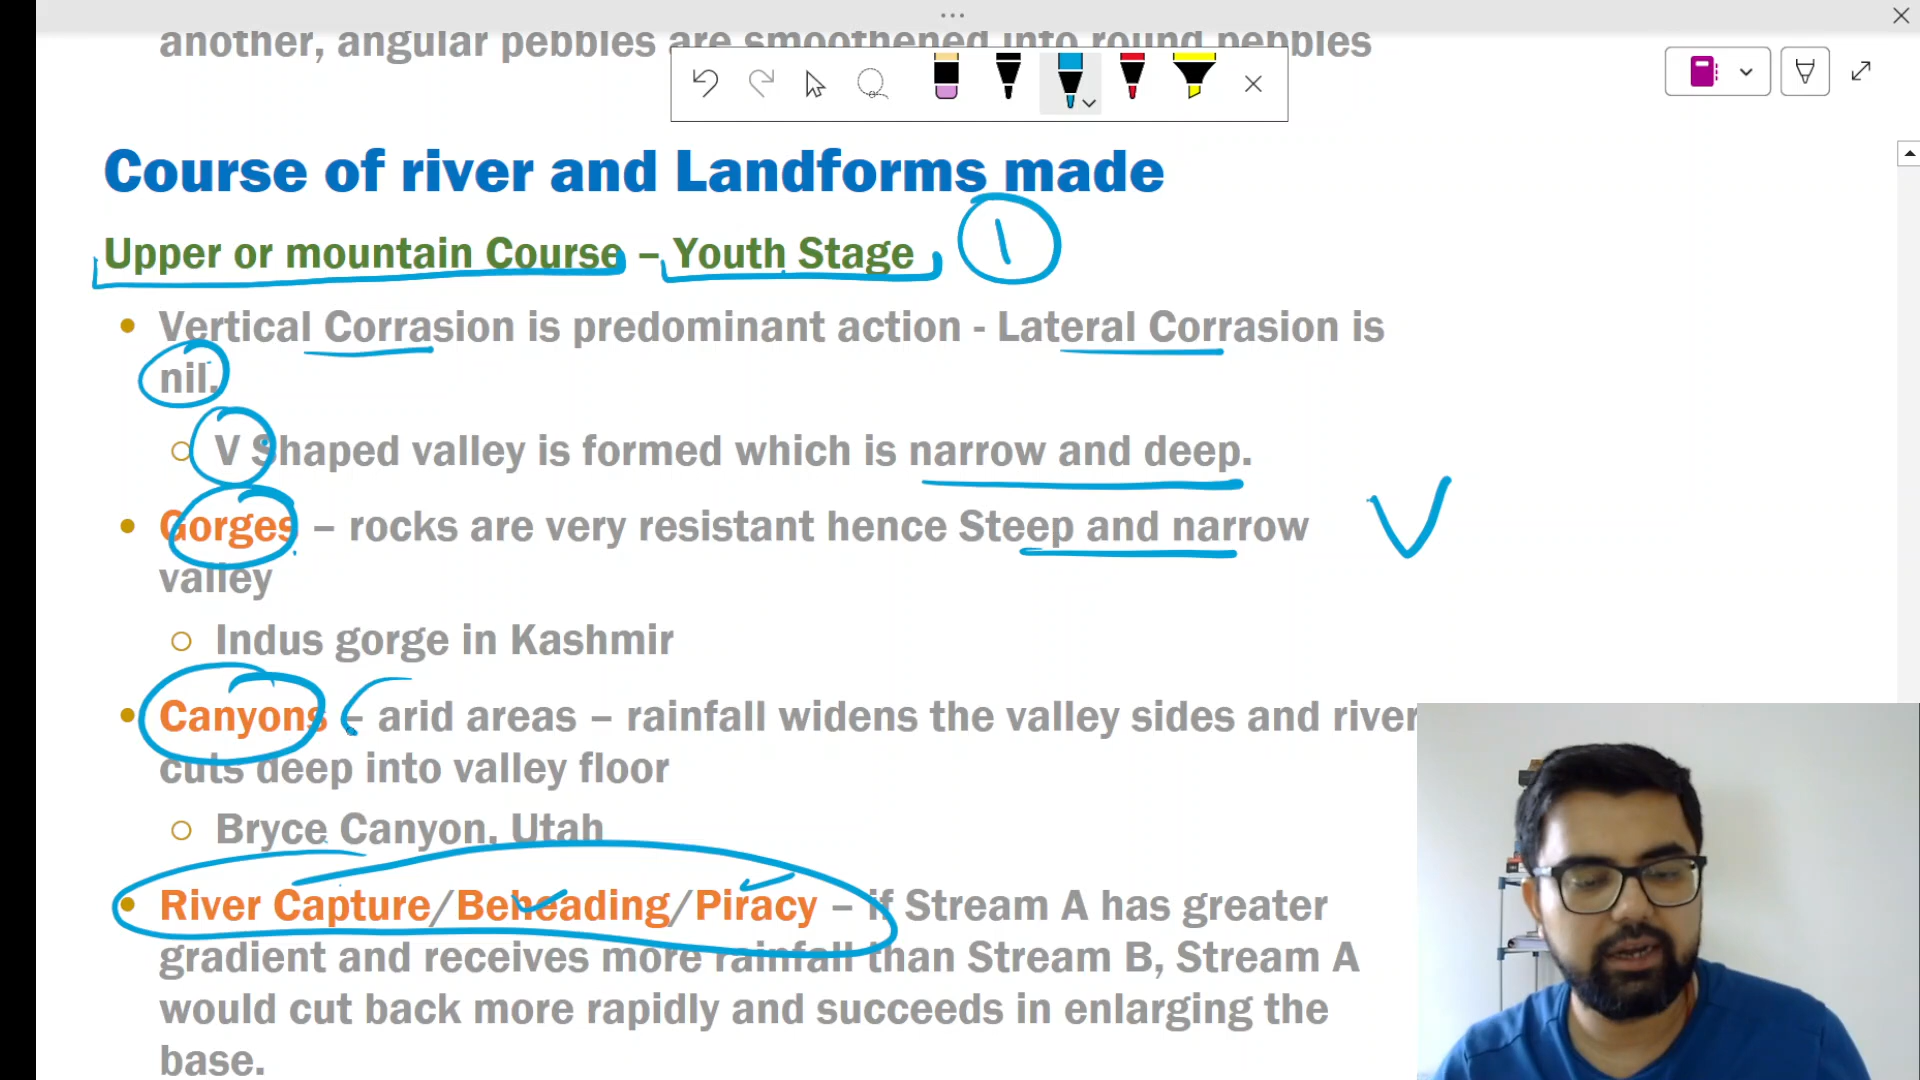 another, angular pebbles are smoothened into round pebbles
Course of river and Landforms made
Upper or mountain Course – Youth Stage 1
• Vertical Corrasion is predominant action - Lateral Corrasion is
nil.
○ V Shaped valley is formed which is narrow and deep.
• Gorges – rocks are very resistant hence Steep and narrow V
valley
○ Indus gorge in Kashmir
• Canyons – arid areas – rainfall widens the valley sides and river
cuts deep into valley floor
○ Bryce Canyon, Utah
• River Capture/Beheading/Piracy – if Stream A has greater
gradient and receives more rainfall than Stream B, Stream A
would cut back more rapidly and succeeds in enlarging the
base.